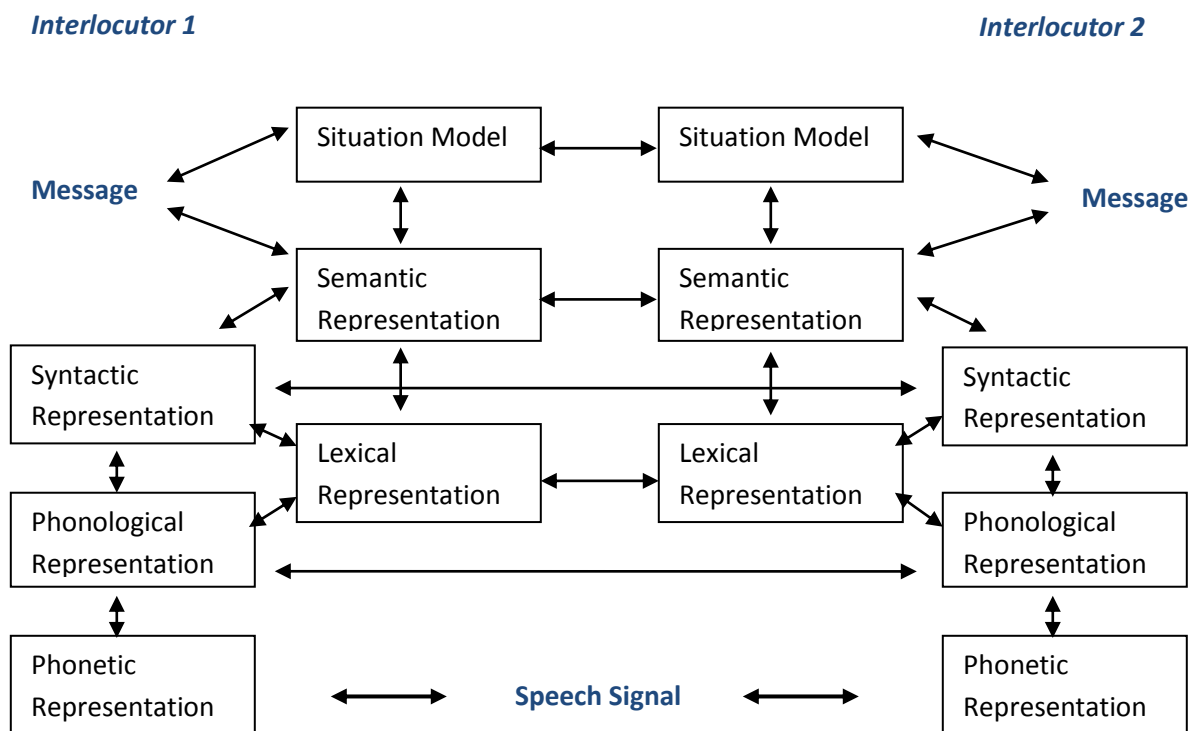 Interlocutor 1
Interlocutor 2
Situation Model
Situation Model
Message
Message
Semantic
Representation
Semantic
Representation
Syntactic
Representation
Syntactic
Representation
Lexical
Representation
Lexical
Representation
Phonological
Representation
Phonological
Representation
Phonetic
Representation
Speech Signal
Phonetic
Representation